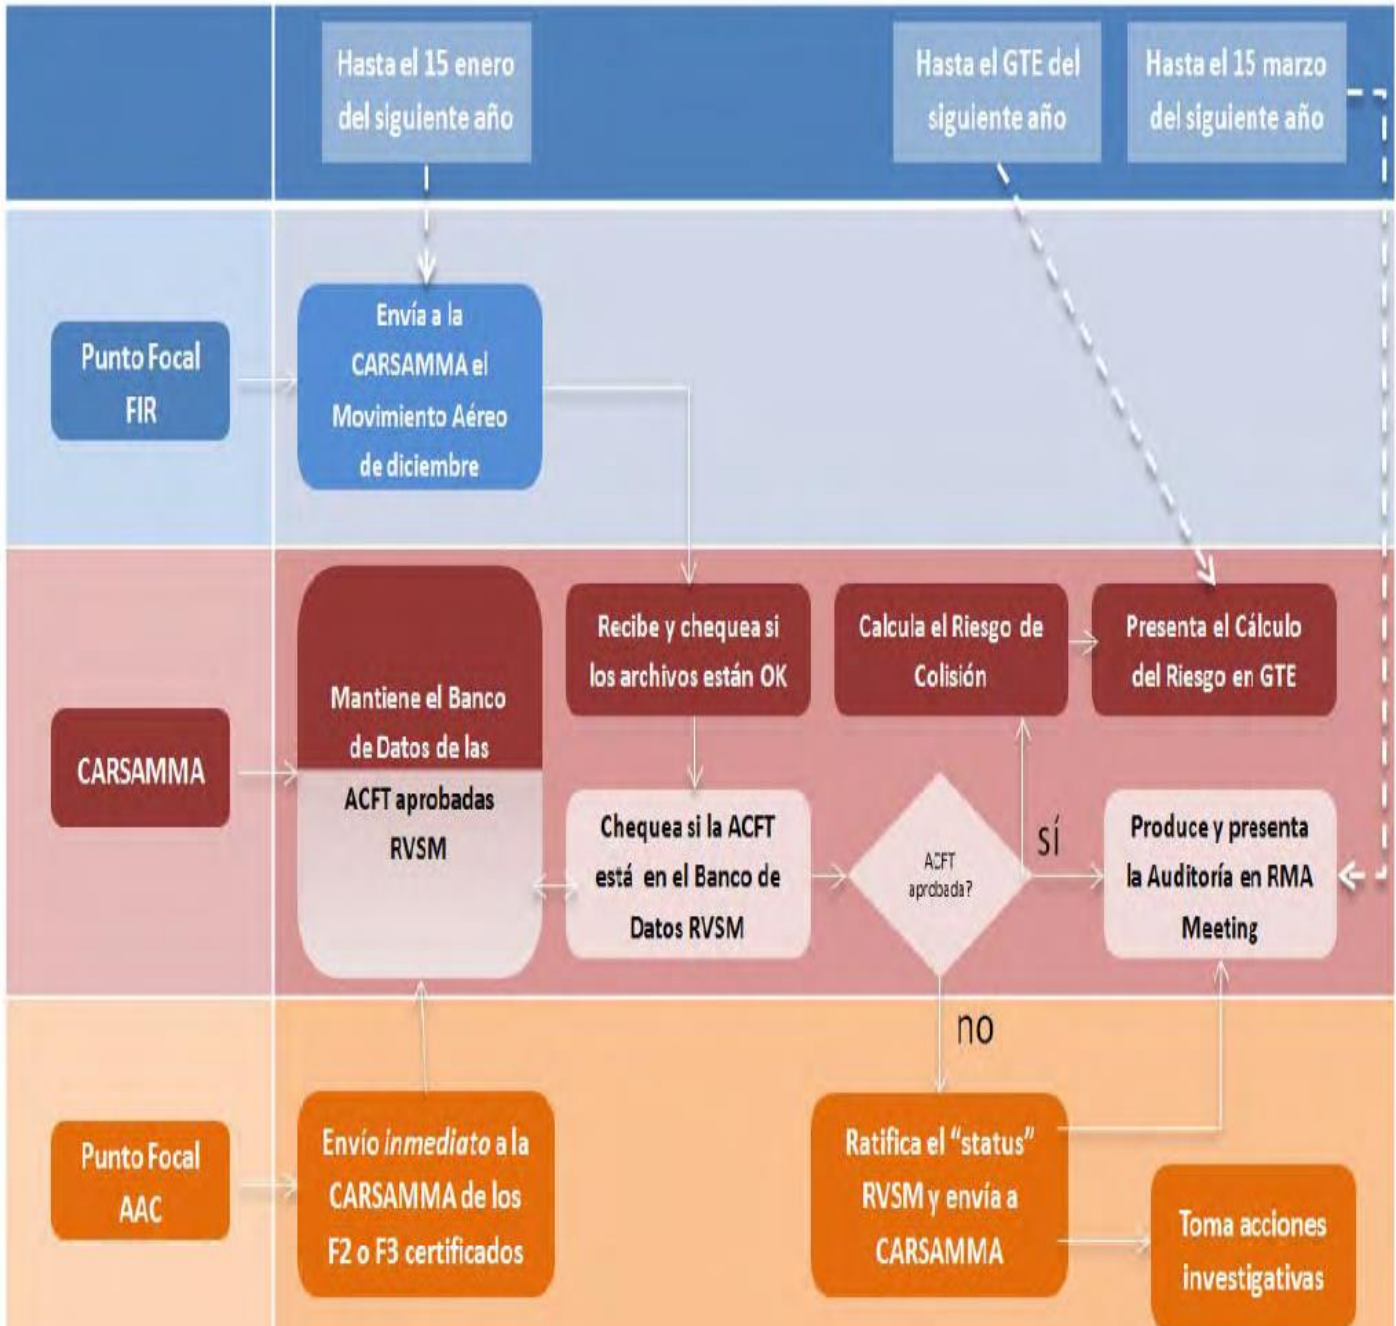 Hasta el 15 enero
del siguiente año
Hasta el GTE del
siguiente año
Hasta el 15 marzo
del siguiente año
Punto Focal
FIR
Envía a la
CARSAMMA el
Movimiento Aéreo
de diciembre
CARSAMMA
Mantiene el Banco
de Datos de las
ACFT aprobadas
RVSM
Recibe y chequea si
los archivos están OK
Calcula el Riesgo de
Colisión
Presenta el Cálculo
del Riesgo en GTE
Chequea si la ACFT
está en el Banco de
Datos RVSM
ACFT
aprobada?
sí
Produce y presenta
la Auditoría en RMA
Meeting
no
Punto Focal
AAC
Envío inmediato a la
CARSAMMA de los
F2 o F3 certificados
Ratifica el “status”
RVSM y envía a
CARSAMMA
Toma acciones
investigativas